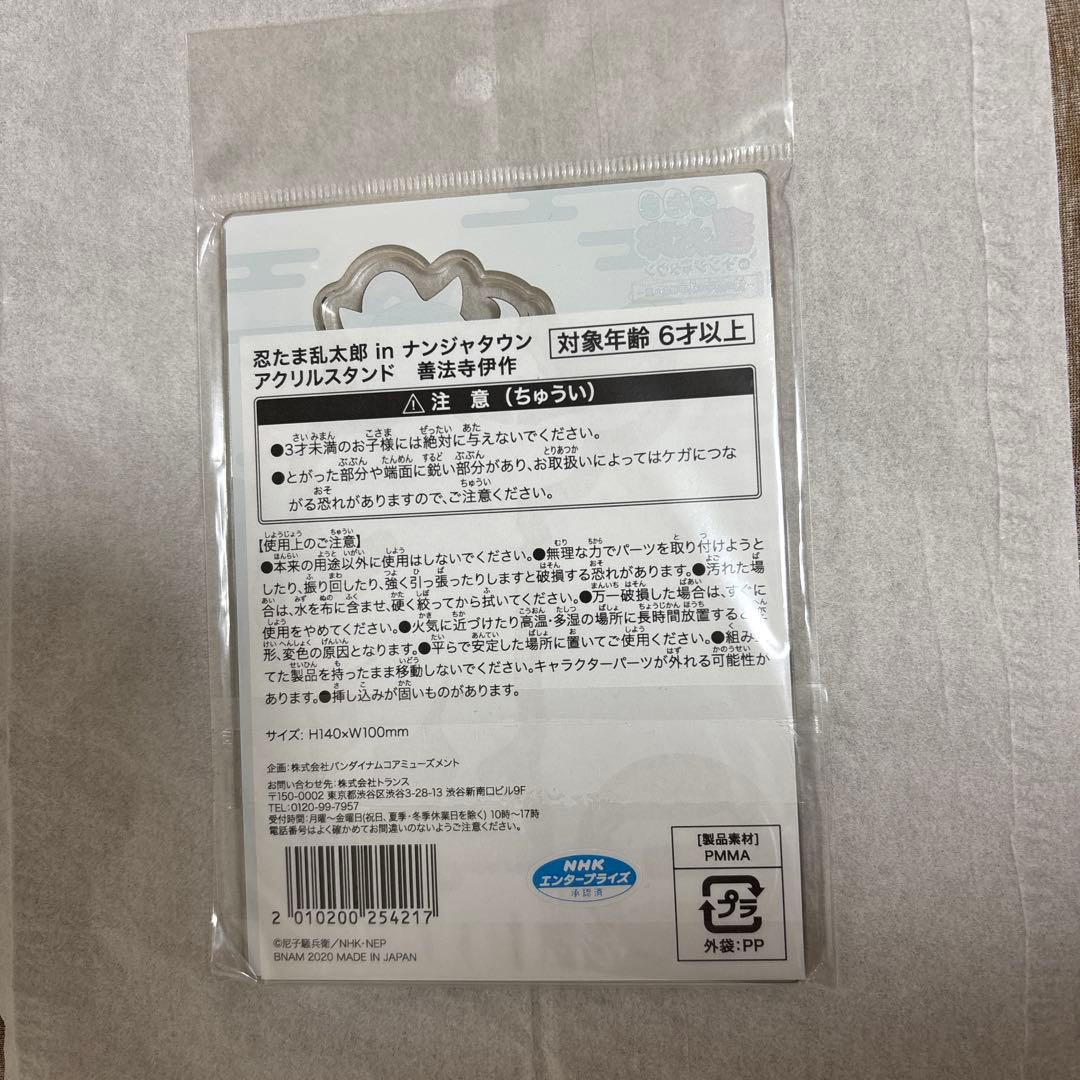 忍たま乱太郎 in ナンジャタウン
アクリルスタンド　善法寺伊作
対象年齢 6才以上
⚠ 注 意 (ちゅうい)
●3才未満のお子様には絶対に与えないでください。
●とがった部分や端面に鋭い部分があり、お取扱いによってはケガにつな
がる恐れがありますので、ご注意ください。
【使用上のご注意】
●本来の用途以外に使用はしないでください。●無理な力でパーツを取り付けようと
したり、振り回したり、強く引っ張ったりしますと破損する恐れがあります。●汚れた場
合は、水を布に含ませ、硬く絞ってから拭いてください。●万一破損した場合は、すぐに
使用をやめてください。●火気に近づけたり高温・多湿の場所に長時間放置すると
形、変色の原因となります。●平らで安定した場所に置いてご使用ください。●組み
てた製品を持ったまま移動しないでください。キャラクターパーツが外れる可能性が
あります。●挿し込みが固いものがあります。
サイズ: H140×W100mm
企画:株式会社バンダイナムコアミューズメント
お問い合わせ先:株式会社トランス
〒150-0002 東京都渋谷区渋谷3-28-13 渋谷新南口ビル9F
TEL:0120-99-7957
受付時間:月曜〜金曜日(祝日、夏季・冬季休業日を除く) 10時〜17時
電話番号はよく確かめてお間違いのないようご注意ください。
2 010200 254217
NHK
エンタープライズ
承認済
[製品素材]
PMMA
プラ
外袋:PP
©尼子騒兵衛/NHK・NEP
BNAM 2020 MADE IN JAPAN